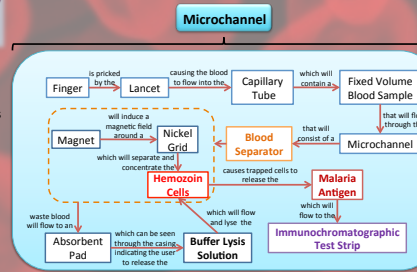 Microchannel
is pricked
by the
causing the blood
to flow into the
which will
contain a
Finger
Lancet
Capillary
Tube
Fixed Volume
Blood Sample
that will flow
through the
will induce a
magnetic field
around a
Magnet
Nickel
Grid
Blood
Separator
that will
consist of a
Microchannel
which will separate and
concentrate the
Hemozoin
Cells
causes trapped cells to
release the
Malaria
Antigen
waste blood
will flow to an
which will flow
and lyse the
which will
flow to the
Absorbent
Pad
which can be seen
through the casing
indicating the user
to release the
Buffer Lysis
Solution
Immunochromatographic
Test Strip